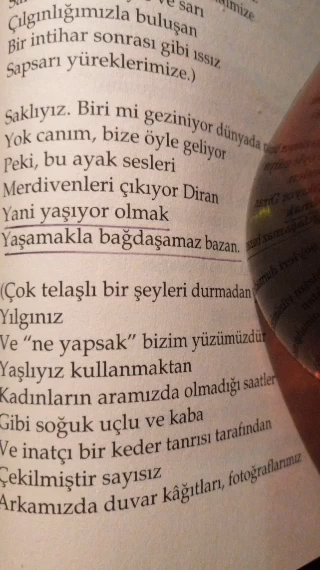 ve sarı
Çılgınlığımızla buluşan
Bir intihar sonrası gibi ıssız
Sapsarı yüreklerimize.)
Saklıyız. Biri mi geziniyor dünyada
Yok canım, bize öyle geliyor
Peki, bu ayak sesleri
Merdivenleri çıkıyor Diran
Yani yaşıyor olmak
Yaşamakla bağdaşamaz bazan.
(Çok telaşlı bir şeyleri durmadan
Yılgınız
Ve "ne yapsak" bizim yüzümüzdür
Yaşlıyız kullanmaktan
Kadınların aramızda olmadığı saatler
Gibi soğuk uçlu ve kaba
Ve inatçı bir keder tanrısı tarafından
Çekilmiştir sayısız
Arkamızda duvar kâğıtları, fotoğraflarımız